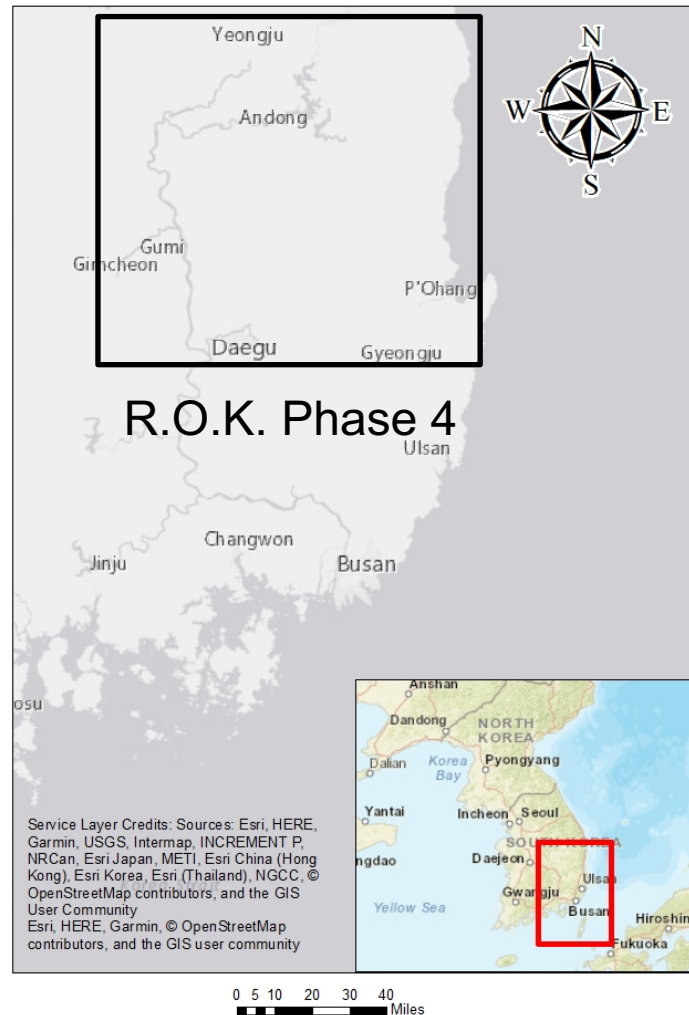 Yeongju
N
W E
S
Andong
Gumi
Gimcheon
P'Ohang
Daegu
Gyeongju
R.O.K. Phase 4
Ulsan
Changwon
Jinju
Busan
osu
Korea Strait
Service Layer Credits: Sources: Esri, HERE,
Garmin, USGS, Intermap, INCREMENT P,
NRCan, Esri Japan, METI, Esri China (Hong
Kong), Esri Korea, Esri (Thailand), NGCC, ©
OpenStreetMap contributors, and the GIS
User Community
Esri, HERE, Garmin, © OpenStreetMap
contributors, and the GIS user community
Anshan
Dandong
NORTH
KOREA
Dalian
Korea
Bay
Pyongyang
Yantai
Incheon
Seoul
SOUTH KOREA
ngdao
Daejeon
Gwangju
Ulsan
Yellow Sea
Busan
Hiroshin
Fukuoka
0 5 10 20 30 40
Miles